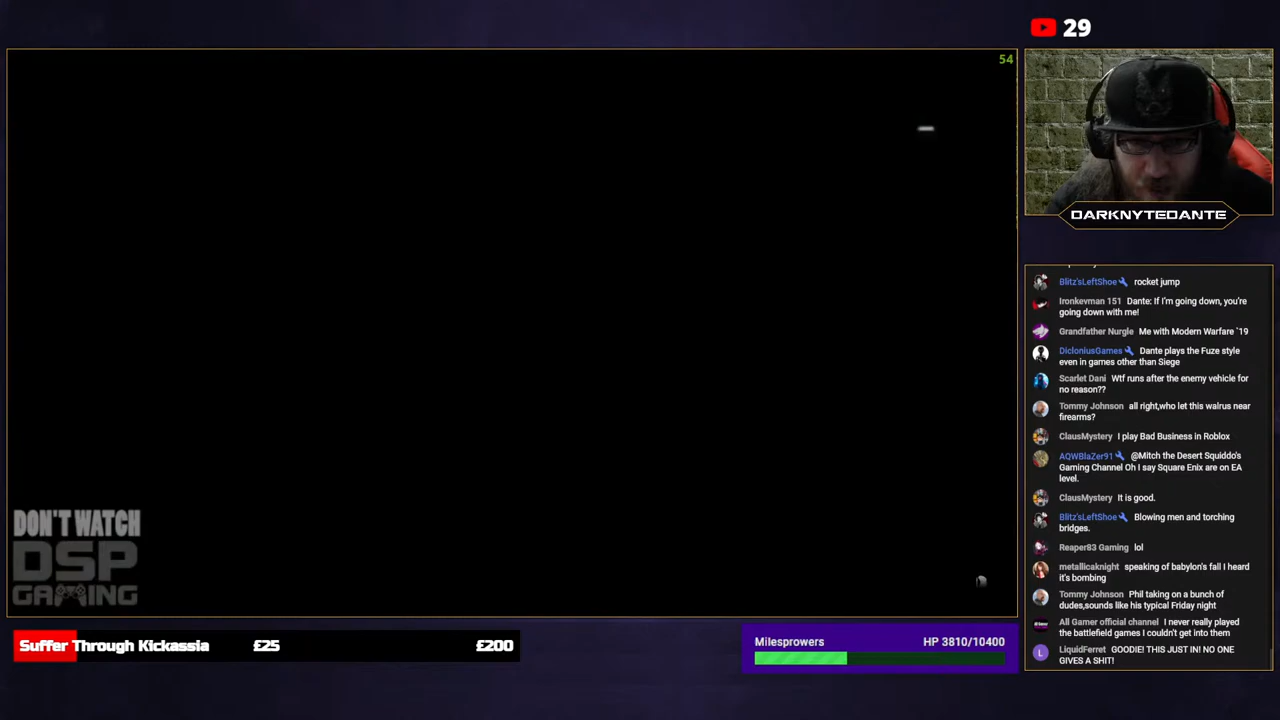 29
54
DARKNYTEDANTE
Blitz'sLeftShoe rocket jump
Ironkevman 151 Dante: If I'm going down, you're
going down with me!
Grandfather Nurgle Me with Modern Warfare `19
DicloniusGames Dante plays the Fuze style
even in games other than Siege
Scarlet Dani Wtf runs after the enemy vehicle for
no reason??
Tommy Johnson all right,who let this walrus near
firearms?
ClausMystery I play Bad Business in Roblox
AQWBlaZer91 @Mitch the Desert Squiddo's
Gaming Channel Oh I say Square Enix are on EA
level.
ClausMystery It is good.
Blitz'sLeftShoe Blowing men and torching
bridges.
Reaper83 Gaming lol
metallicaknight speaking of babylon's fall I heard
it's bombing
Tommy Johnson Phil taking on a bunch of
dudes,sounds like his typical Friday night
All Gamer official channel I never really played
the battlefield games I couldn't get into them
LiquidFerret GOODIE! THIS JUST IN! NO ONE
GIVES A SHIT!
DON'T WATCH
DSP
GAMING
Suffer Through Kickassia £25 £200
Milesprowers HP 3810/10400